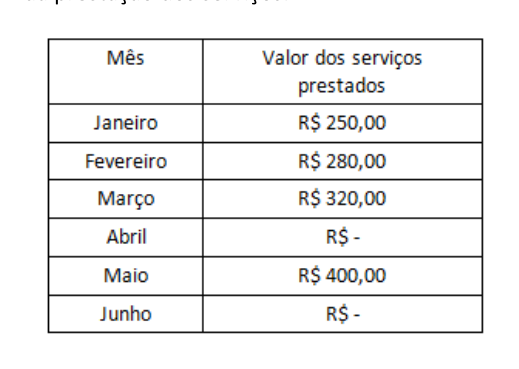 Mês Valor dos serviços
prestados
Janeiro R$ 250,00
Fevereiro R$ 280,00
Março R$ 320,00
Abril R$ -
Maio R$ 400,00
Junho R$ -